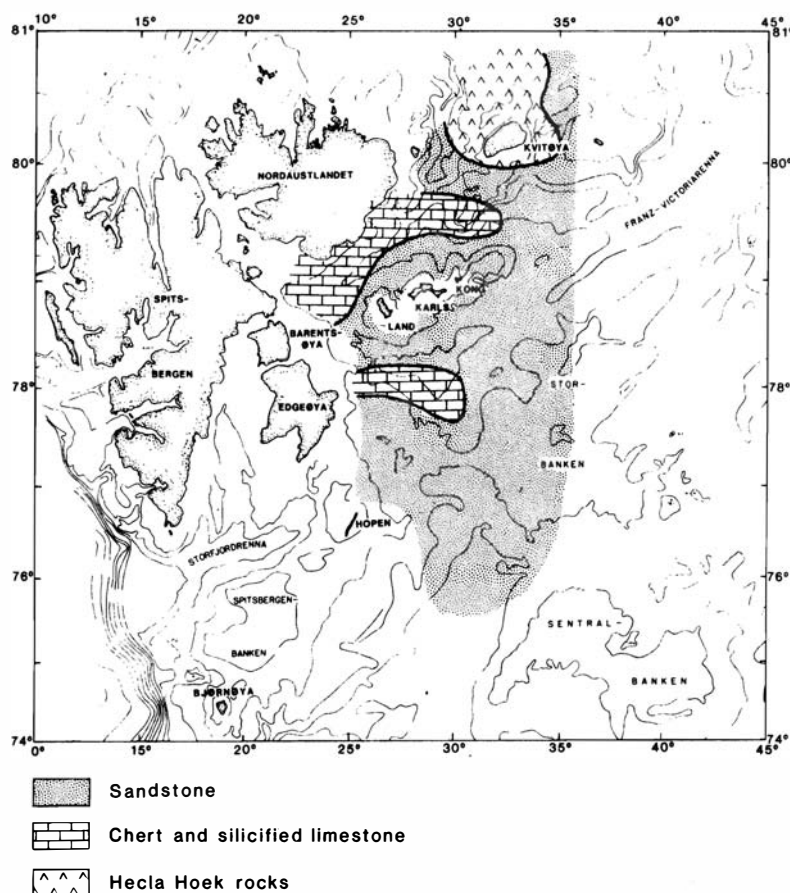 10° 15° 20° 25° 30° 35° 40° 45°
81° 81°
KVITØYA
80° 80°
NORDAUSTLANDET
FRANZ-VICTORIARENNA
SPITS-
KONG
KARLS
BARENTS-
ØYA
-LAND
BERGEN
78° 78°
EDGEØYA
STOR-
BANKEN
HOPEN
STORFJORDRENNA
76° 76°
SPITSBERGEN-
BANKEN
SENTRAL-
BANKEN
BJØRNØYA
74° 74°
10° 15° 20° 25° 30° 35° 40° 45°
Sandstone
Chert and silicified limestone
Hecla Hoek rocks